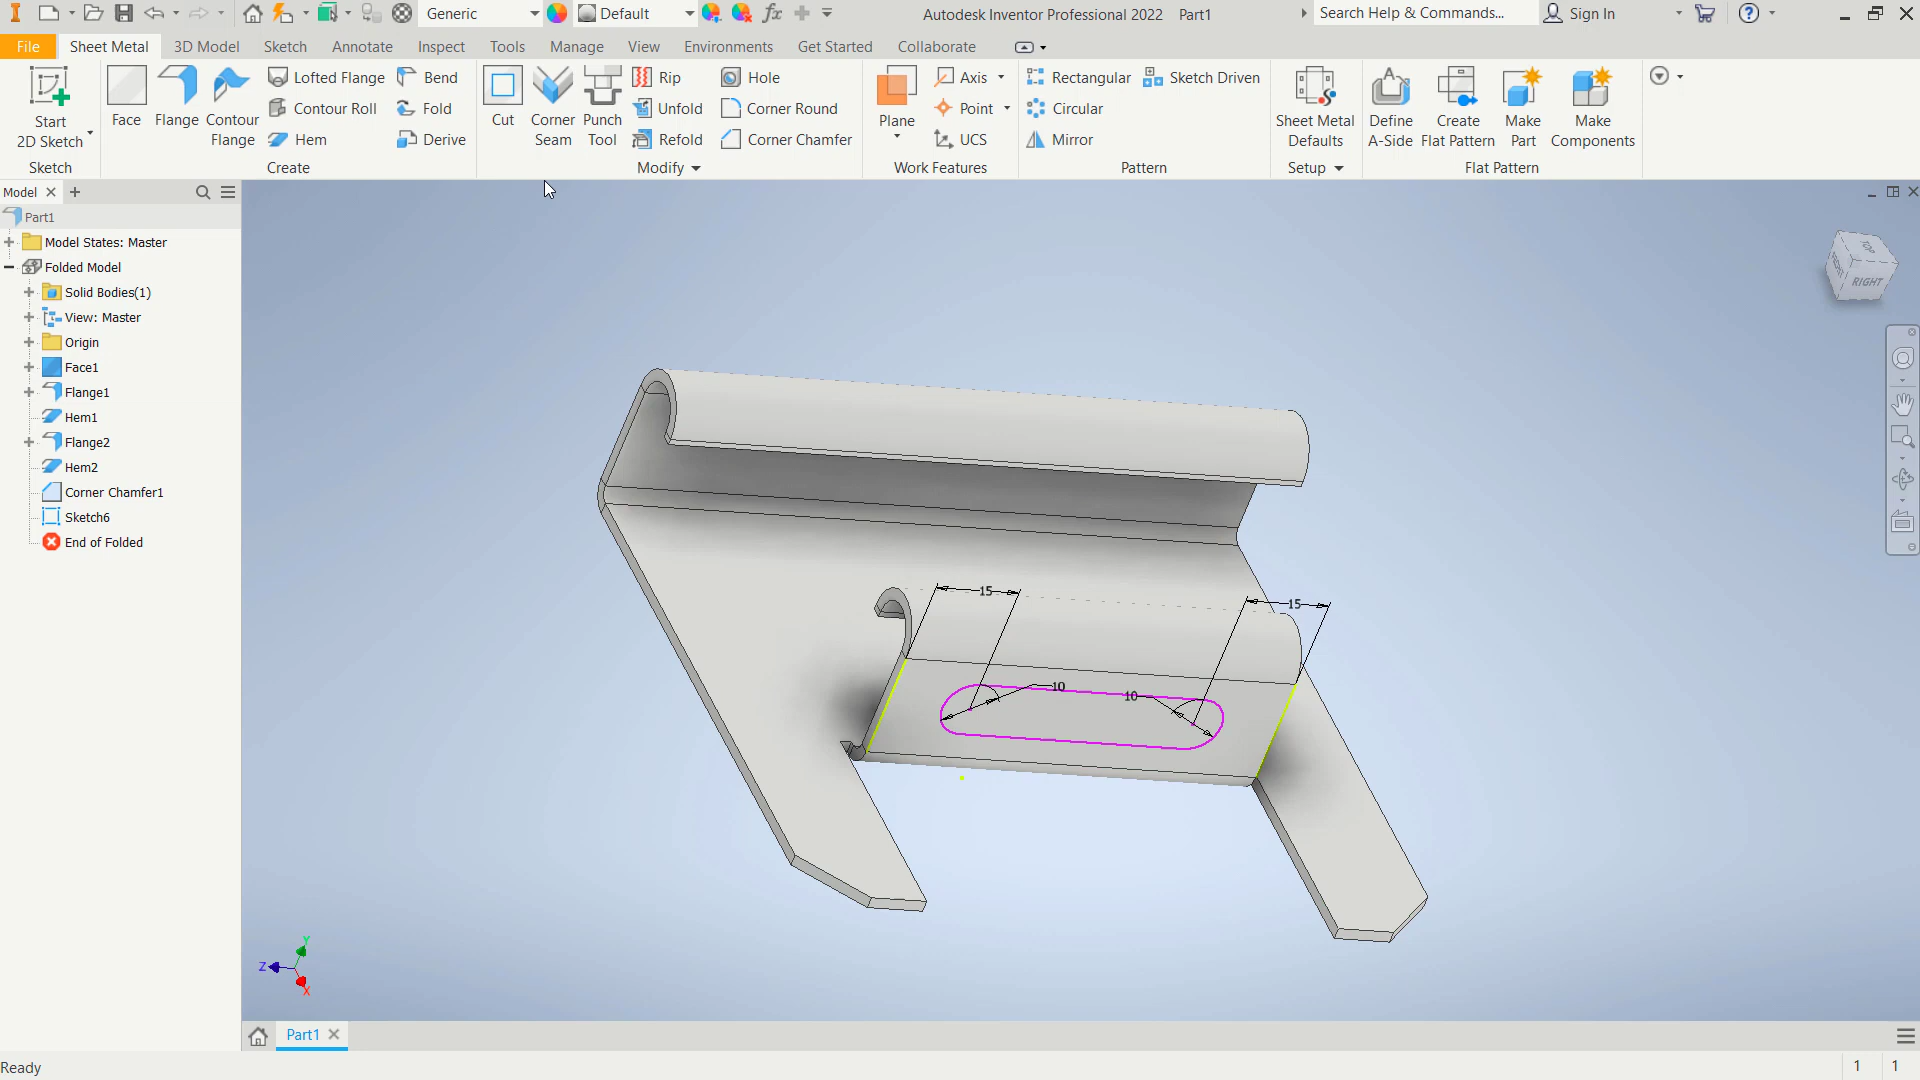 Generic
Default
fx
Autodesk Inventor Professional 2022 Part1
Search Help & Commands...
Sign In
File
Sheet Metal
3D Model
Sketch
Annotate
Inspect
Tools
Manage
View
Environments
Get Started
Collaborate
Start
2D Sketch
Sketch
Face
Flange
Contour
Flange
Lofted Flange
Contour Roll
Hem
Bend
Fold
Derive
Create
Cut
Corner
Seam
Punch
Tool
Rip
Unfold
Refold
Hole
Corner Round
Corner Chamfer
Modify
Plane
Axis
Point
UCS
Work Features
Rectangular
Sketch Driven
Circular
Mirror
Pattern
Sheet Metal
Defaults
Setup
Define
A-Side
Create
Flat Pattern
Make
Part
Make
Components
Flat Pattern
Model
Part1
Model States: Master
Folded Model
Solid Bodies(1)
View: Master
Origin
Face1
Flange1
Hem1
Flange2
Hem2
Corner Chamfer1
Sketch6
End of Folded
TOP
RIGHT
15
15
10
10
Y
Z
X
Part1
Ready
1
1